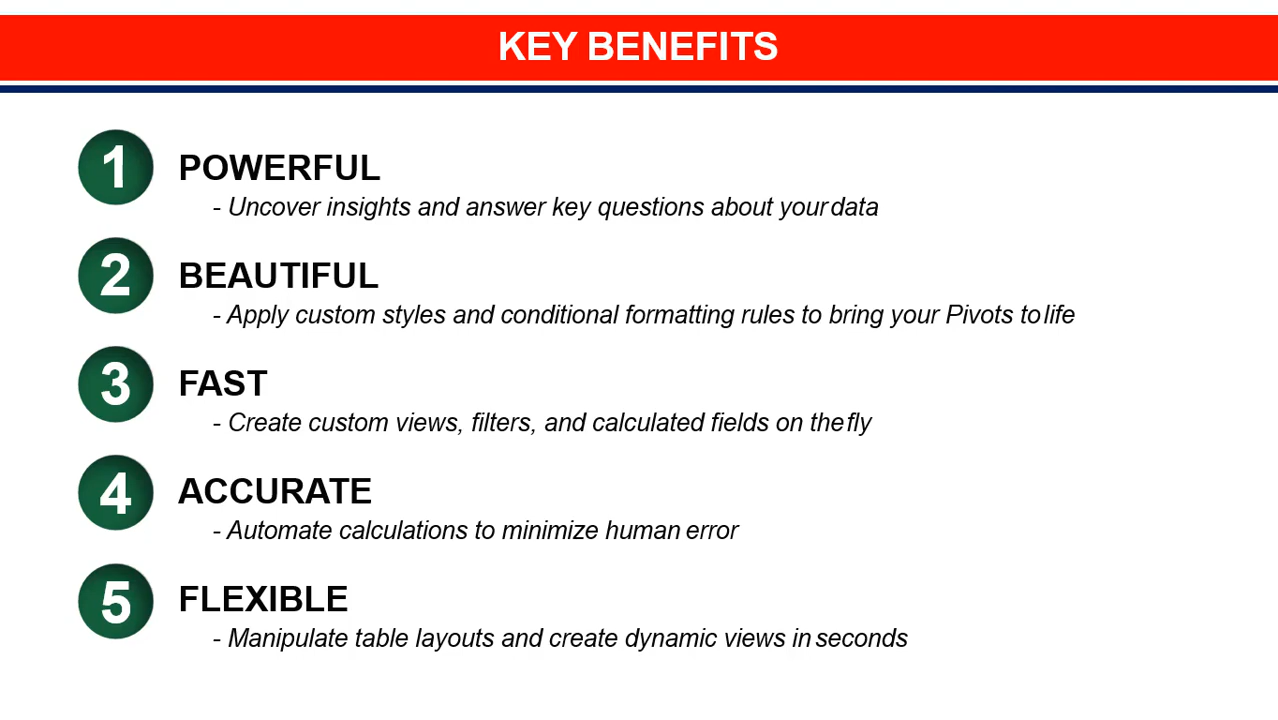 KEY BENEFITS
1 POWERFUL
- Uncover insights and answer key questions about your data
2 BEAUTIFUL
- Apply custom styles and conditional formatting rules to bring your Pivots to life
3 FAST
- Create custom views, filters, and calculated fields on the fly
4 ACCURATE
- Automate calculations to minimize human error
5 FLEXIBLE
- Manipulate table layouts and create dynamic views in seconds